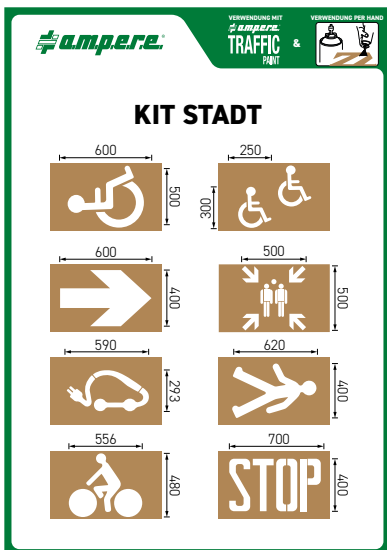 ampere
VERWENDUNG MIT
ampere
TRAFFIC
PAINT
&
VERWENDUNG PER HAND
KIT STADT
600
500
250
300
600
400
500
500
590
293
620
400
556
480
700
400
STOP